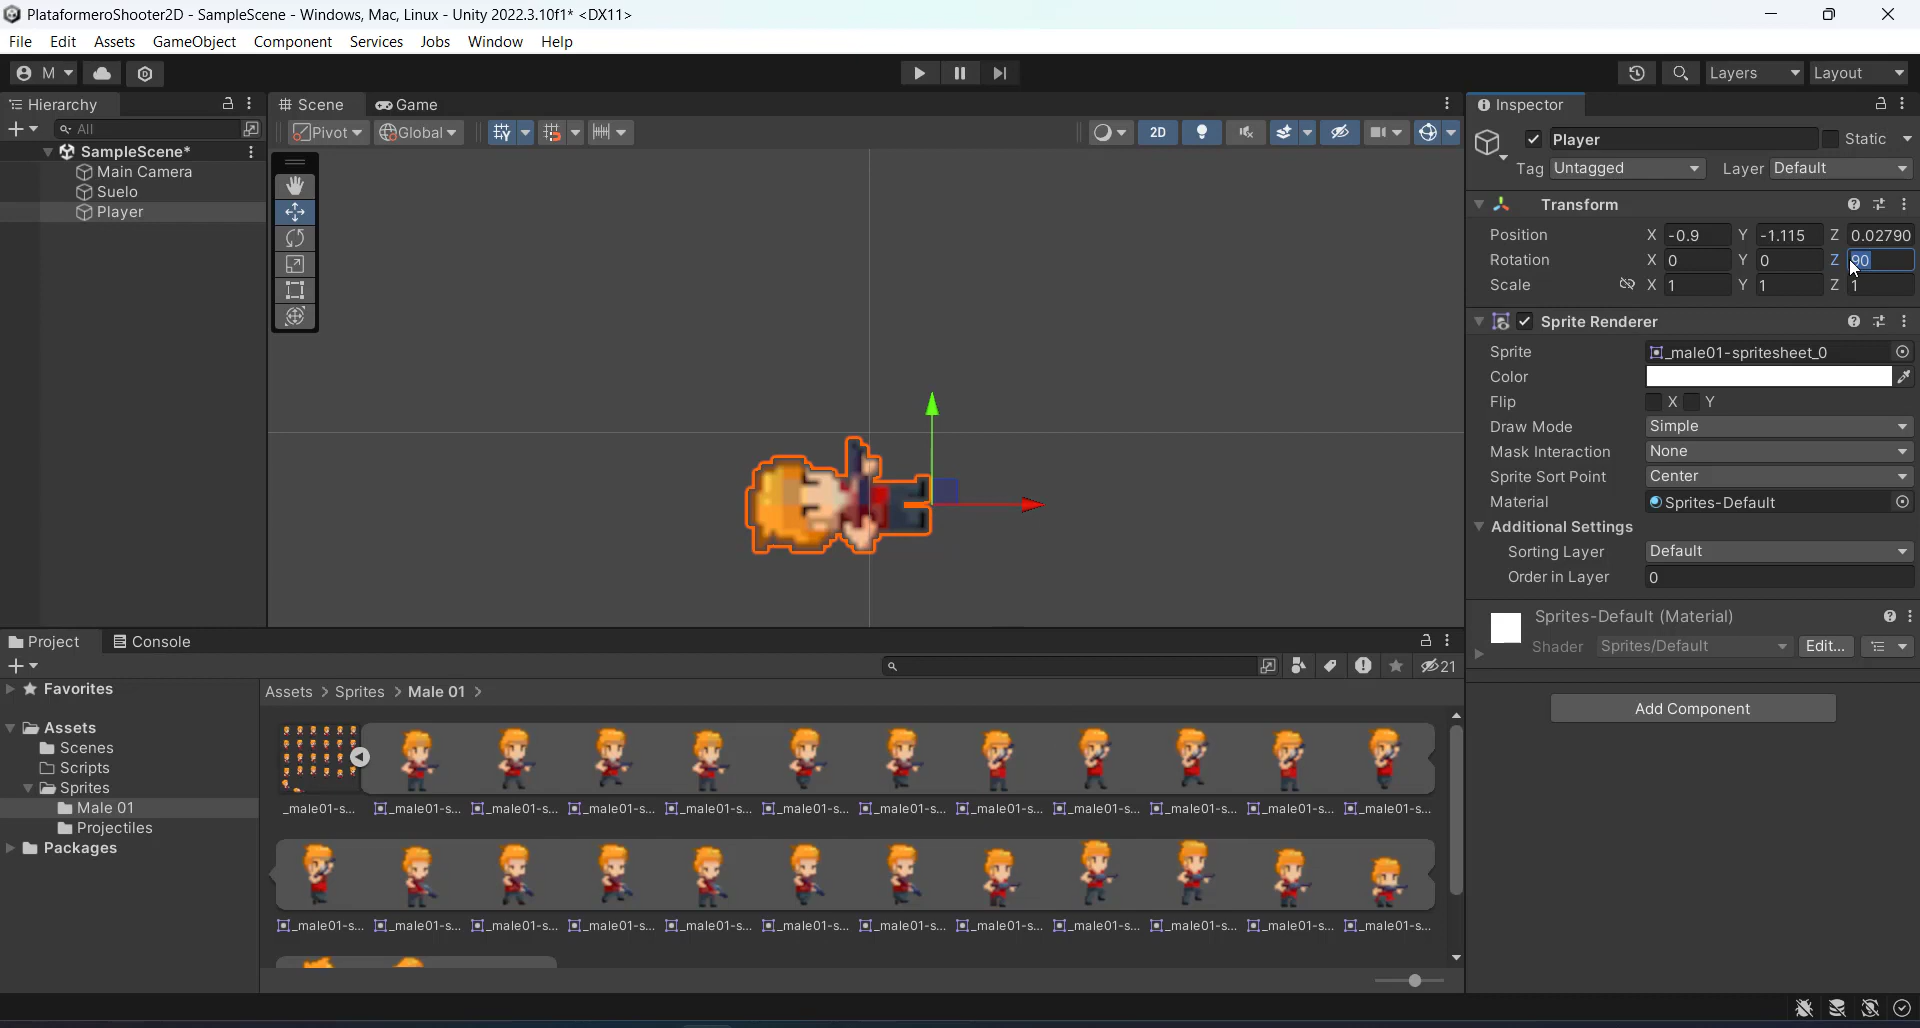 PlataformeroShooter2D - SampleScene - Windows, Mac, Linux - Unity 2022.3.10f1* <DX11>
File Edit Assets GameObject Component Services Jobs Window Help
M Layers Layout
Hierarchy
All
SampleScene*
Main Camera
Suelo
Player
Scene Game
Pivot Global 2D
Inspector
Player Static
Tag Untagged Layer Default
Transform
Position X -0.9 Y -1.115 Z 0.02790
Rotation X 0 Y 0 Z 90
Scale X 1 Y 1 Z 1
Sprite Renderer
Sprite _male01-spritesheet_0
Color
Flip X Y
Draw Mode Simple
Mask Interaction None
Sprite Sort Point Center
Material Sprites-Default
Additional Settings
Sorting Layer Default
Order in Layer 0
Sprites-Default (Material)
Shader Sprites/Default Edit...
Add Component
Project Console
21
Favorites
Assets
Scenes
Scripts
Sprites
Male 01
Projectiles
Packages
Assets > Sprites > Male 01 >
_male01-s... _male01-s... _male01-s... _male01-s... _male01-s... _male01-s... _male01-s... _male01-s... _male01-s... _male01-s... _male01-s... _male01-s...
_male01-s... _male01-s... _male01-s... _male01-s... _male01-s... _male01-s... _male01-s... _male01-s... _male01-s... _male01-s... _male01-s... _male01-s...